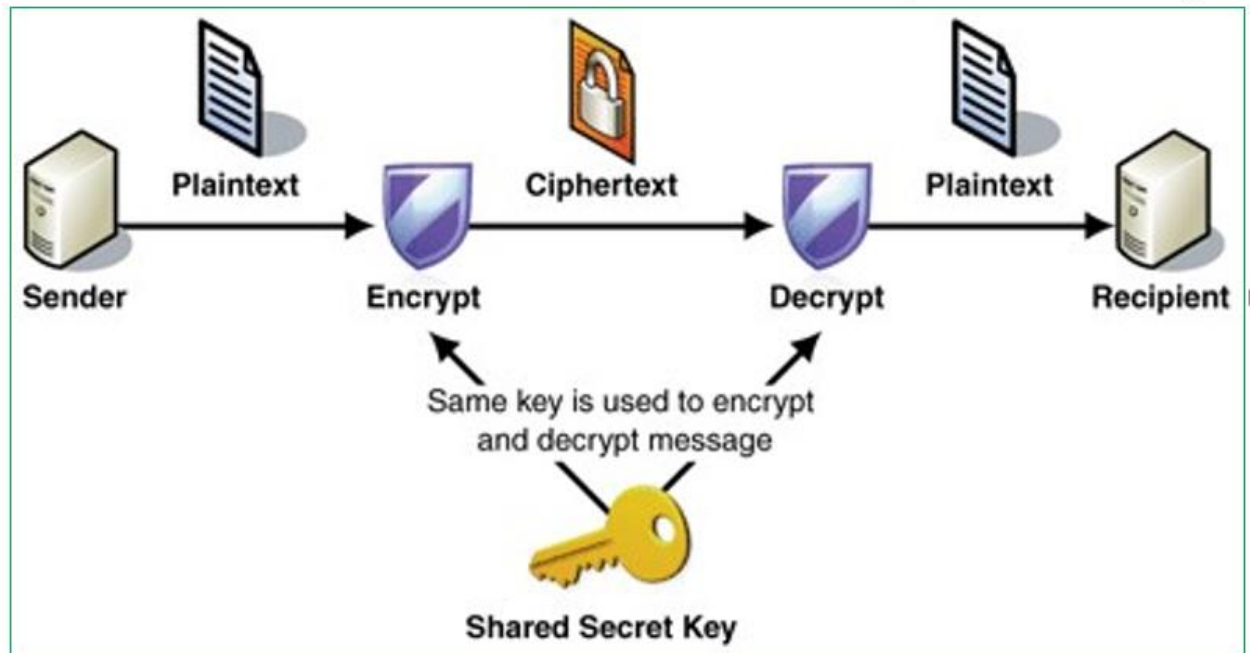 Plaintext
Ciphertext
Plaintext
Sender
Encrypt
Decrypt
Recipient
Same key is used to encrypt
and decrypt message
Shared Secret Key